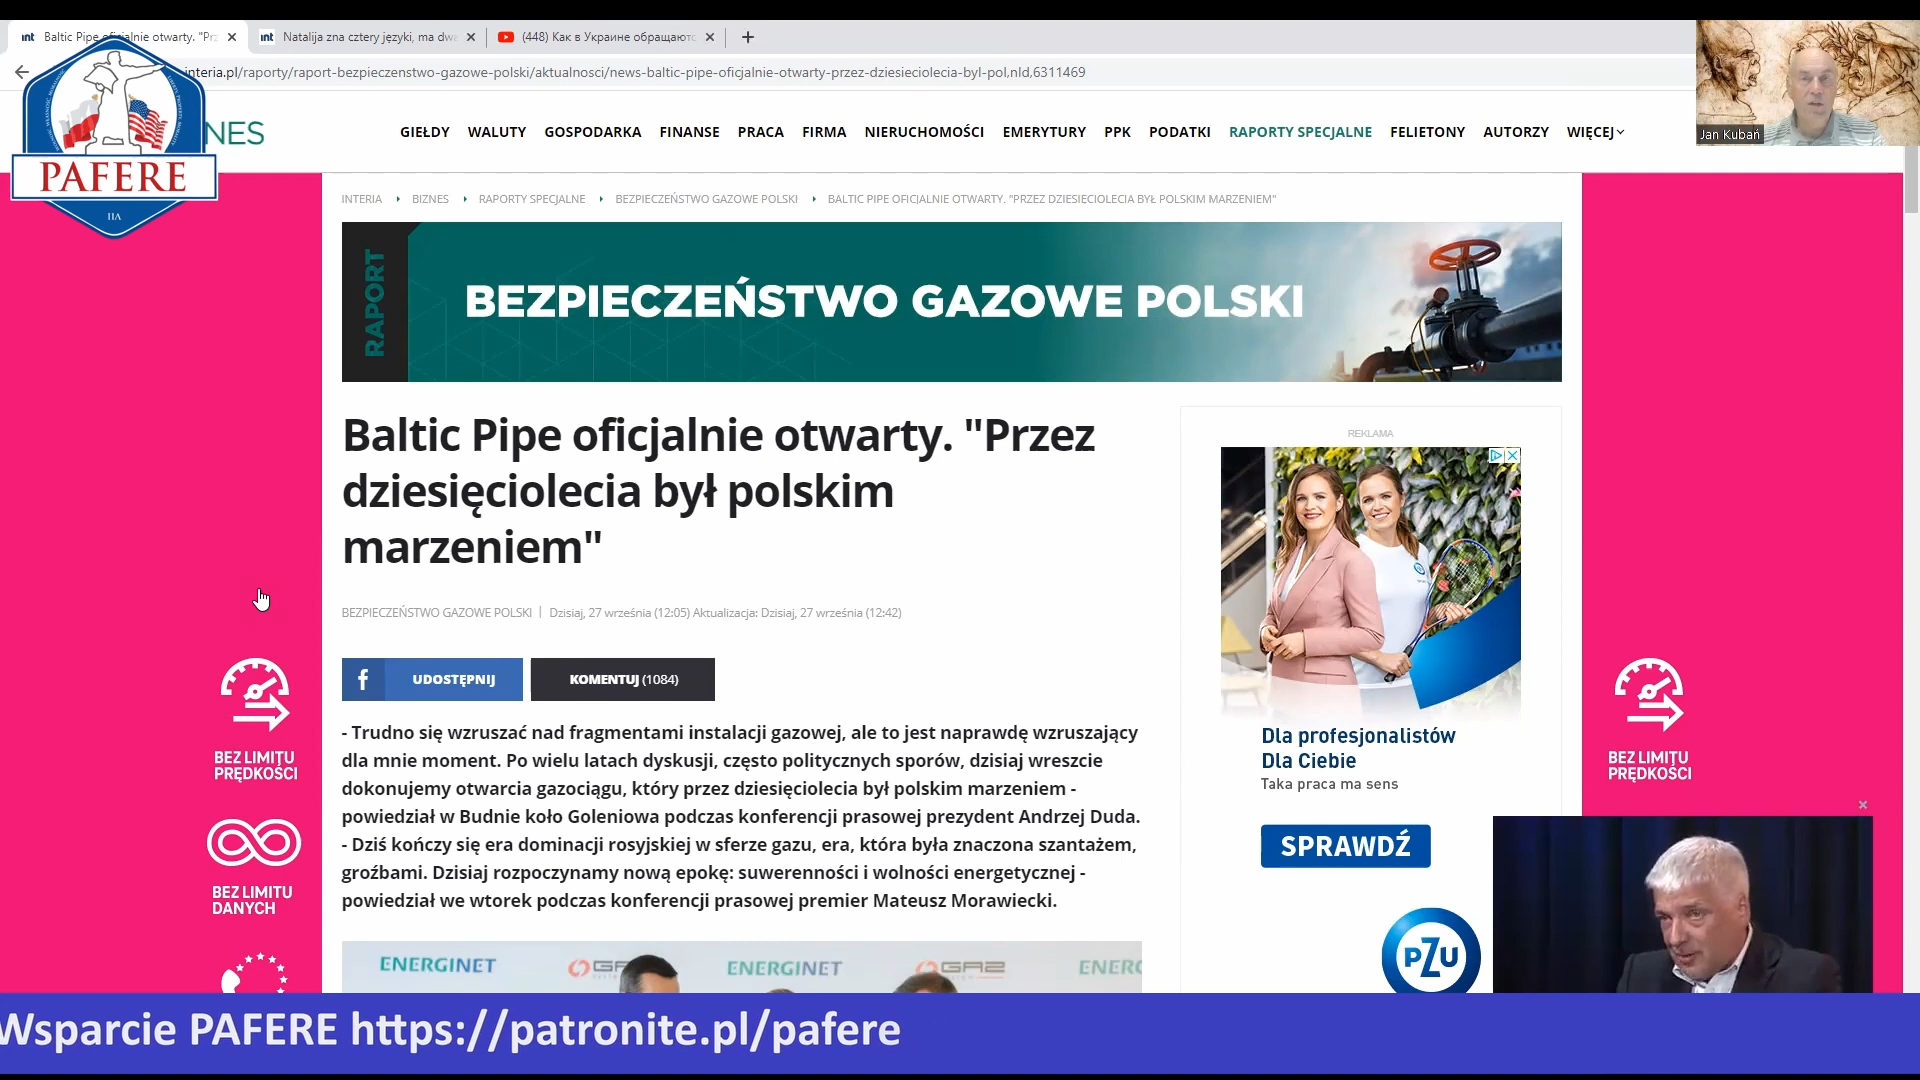 Baltic Pipe oficjalnie otwarty. "Prz
Natalija zna cztery języki, ma dwa
(448) Как в Украине обращаютс
interia.pl/raporty/raport-bezpieczenstwo-gazowe-polski/aktualnosci/news-baltic-pipe-oficjalnie-otwarty-przez-dziesieciolecia-byl-pol,nId,6311469
Jan Kubań
PAFERE
NES
GIEŁDY WALUTY GOSPODARKA FINANSE PRACA FIRMA NIERUCHOMOŚCI EMERYTURY PPK PODATKI RAPORTY SPECJALNE FELIETONY AUTORZY WIĘCEJ
INTERIA BIZNES RAPORTY SPECJALNE BEZPIECZEŃSTWO GAZOWE POLSKI BALTIC PIPE OFICJALNIE OTWARTY. "PRZEZ DZIESIĘCIOLECIA BYŁ POLSKIM MARZENIEM"
RAPORT
BEZPIECZEŃSTWO GAZOWE POLSKI
Baltic Pipe oficjalnie otwarty. "Przez
dziesięciolecia był polskim
marzeniem"
BEZPIECZEŃSTWO GAZOWE POLSKI | Dzisiaj, 27 września (12:05) Aktualizacja: Dzisiaj, 27 września (12:42)
UDOSTĘPNIJ
KOMENTUJ (1084)
- Trudno się wzruszać nad fragmentami instalacji gazowej, ale to jest naprawdę wzruszający
dla mnie moment. Po wielu latach dyskusji, często politycznych sporów, dzisiaj wreszcie
dokonujemy otwarcia gazociągu, który przez dziesięciolecia był polskim marzeniem -
powiedział w Budnie koło Goleniowa podczas konferencji prasowej prezydent Andrzej Duda.
- Dziś kończy się era dominacji rosyjskiej w sferze gazu, era, która była znaczona szantażem,
groźbami. Dzisiaj rozpoczynamy nową epokę: suwerenności i wolności energetycznej -
powiedział we wtorek podczas konferencji prasowej premier Mateusz Morawiecki.
ENERGINET
ENERGINET
GAZ
REKLAMA
Dla profesjonalistów
Dla Ciebie
Taka praca ma sens
SPRAWDŹ
PZU
BEZ LIMITU
PRĘDKOŚCI
BEZ LIMITU
DANYCH
BEZ LIMITU
PRĘDKOŚCI
Wsparcie PAFERE https://patronite.pl/pafere